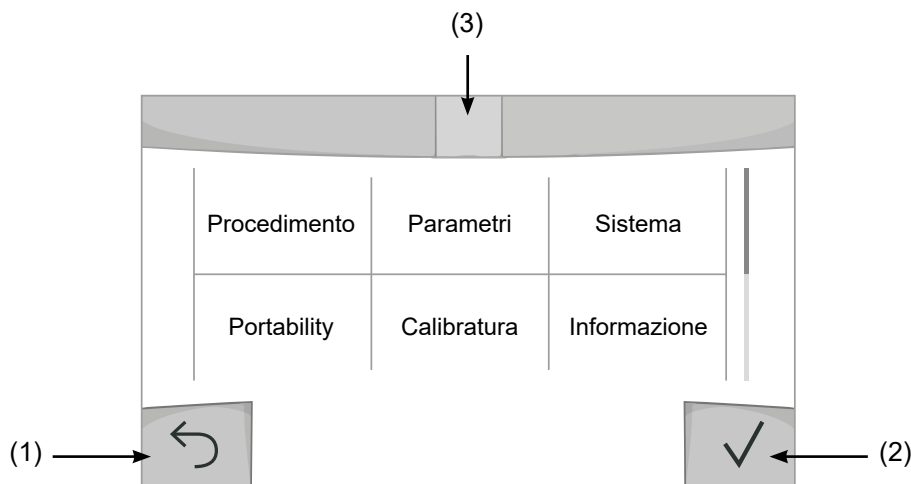 (3)
Procedimento Parametri Sistema
Portability Calibratura Informazione
(1) (2)